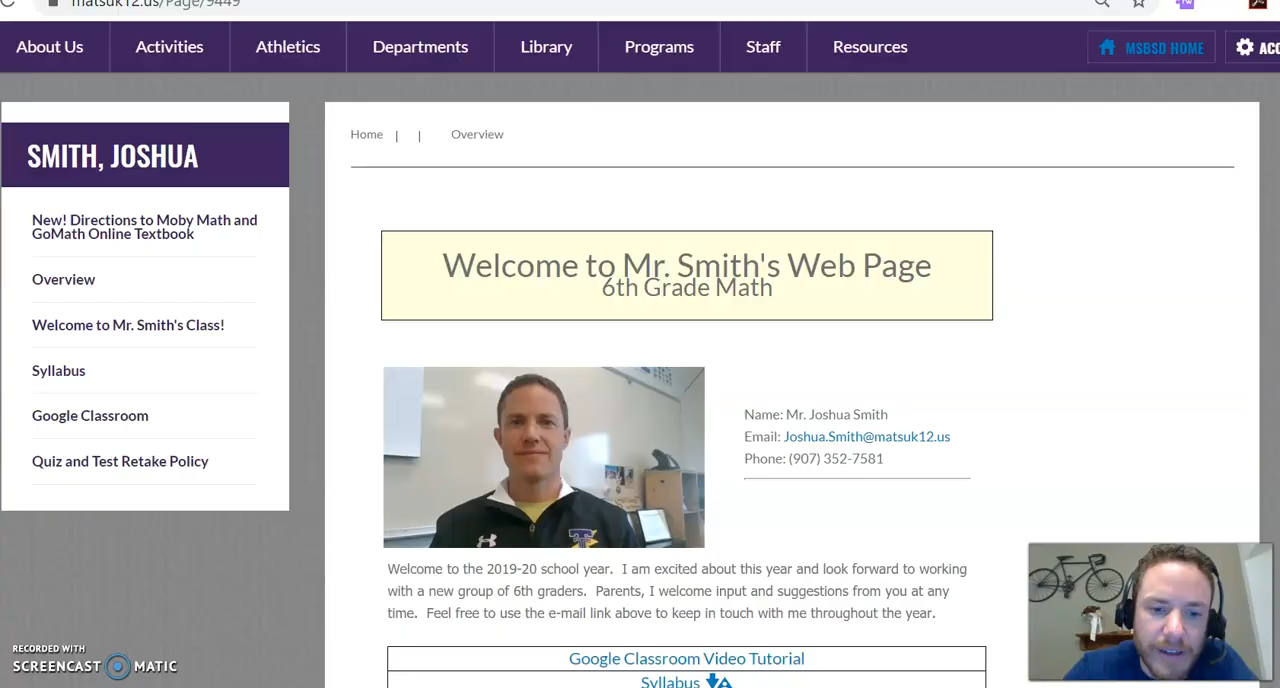 matsuk12.us/Page/9449
About Us
Activities
Athletics
Departments
Library
Programs
Staff
Resources
MSBSD HOME
SMITH, JOSHUA
New! Directions to Moby Math and
GoMath Online Textbook
Overview
Welcome to Mr. Smith's Class!
Syllabus
Google Classroom
Quiz and Test Retake Policy
Home | | Overview
Welcome to Mr. Smith's Web Page
6th Grade Math
Name: Mr. Joshua Smith
Email: Joshua.Smith@matsuk12.us
Phone: (907) 352-7581
Welcome to the 2019-20 school year. I am excited about this year and look forward to working
with a new group of 6th graders. Parents, I welcome input and suggestions from you at any
time. Feel free to use the e-mail link above to keep in touch with me throughout the year.
Google Classroom Video Tutorial
Syllabus
RECORDED WITH
SCREENCAST MATIC